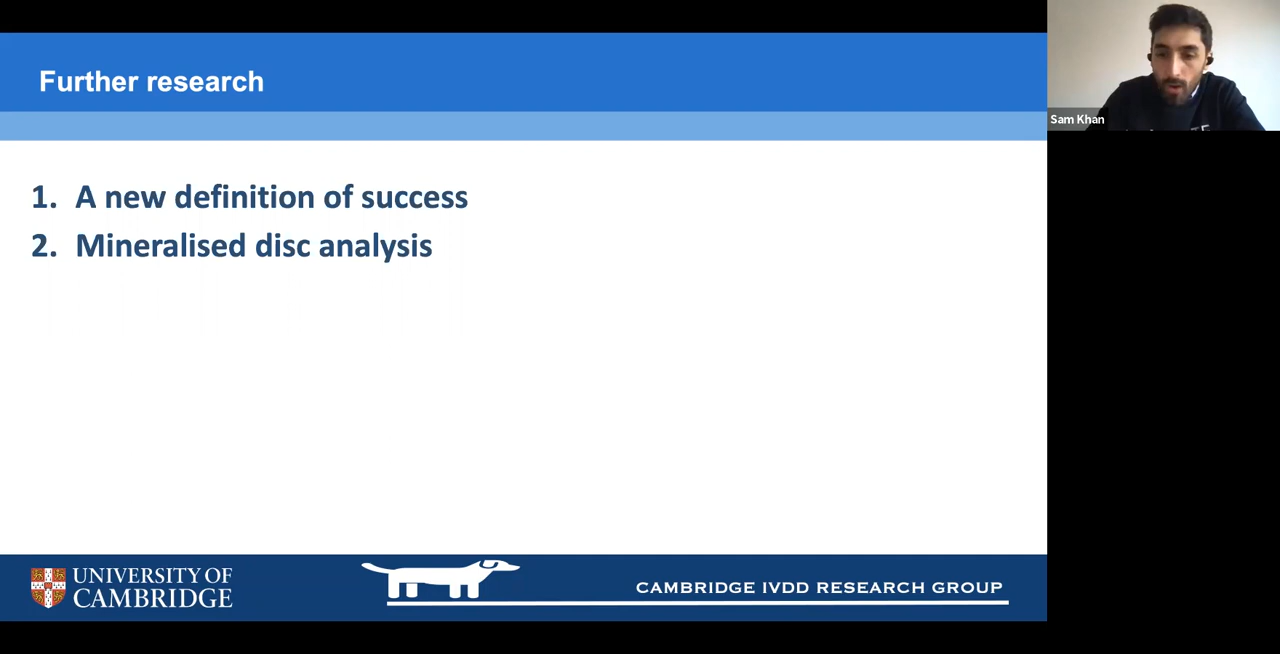 Further research
Sam Khan
1. A new definition of success
2. Mineralised disc analysis
UNIVERSITY OF
CAMBRIDGE
CAMBRIDGE IVDD RESEARCH GROUP